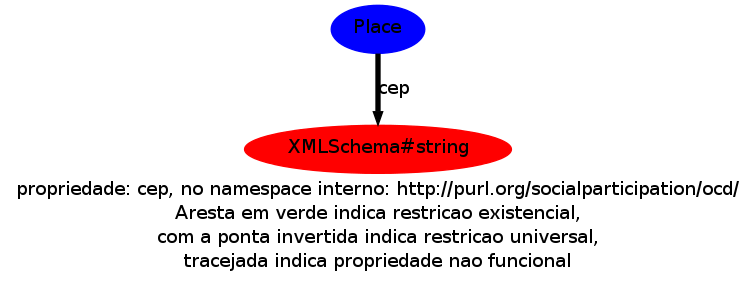 Place
cep
XMLSchema#string
propriedade: cep, no namespace interno: http://purl.org/socialparticipation/ocd/
Aresta em verde indica restricao existencial,
com a ponta invertida indica restricao universal,
tracejada indica propriedade nao funcional